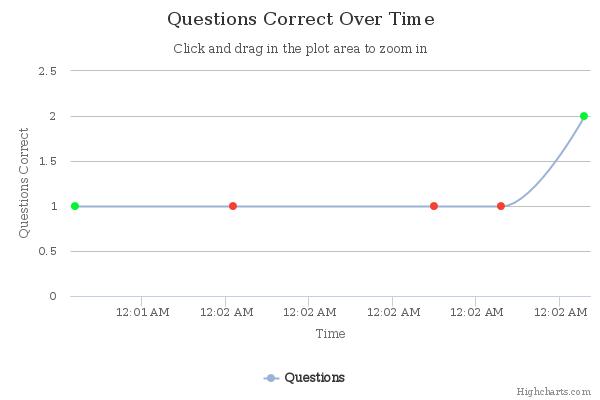 Questions Correct Over Time
Click and drag in the plot area to zoom in
Questions Correct
2.5
2
1.5
1
0.5
0
12:01 AM 12:02 AM 12:02 AM 12:02 AM 12:02 AM 12:02 AM
Time
Questions
Highcharts.com